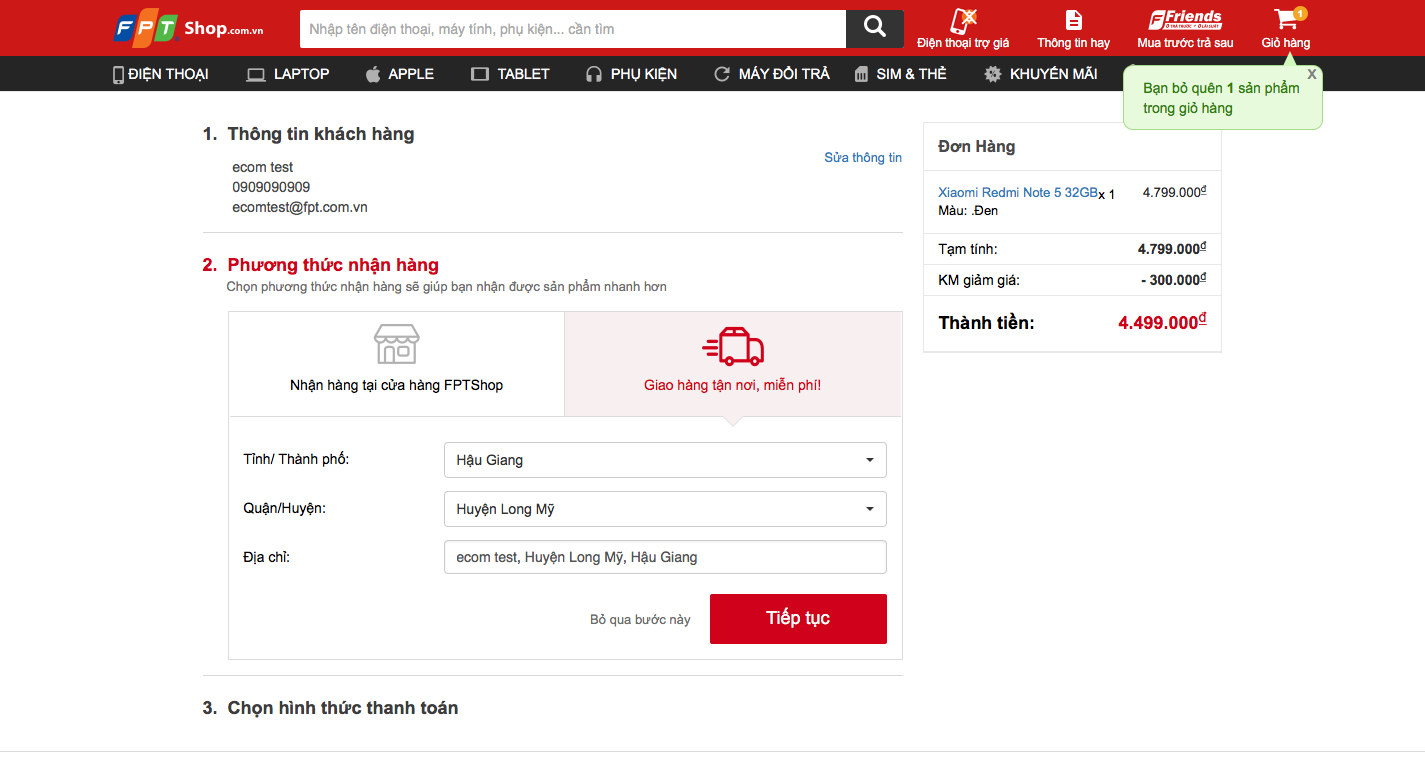 FPT Shop.com.vn
Nhập tên điện thoại, máy tính, phụ kiện... cần tìm
Điện thoại trợ giá
Thông tin hay
Friends
Mua trước trả sau
1
Giỏ hàng
ĐIỆN THOẠI
LAPTOP
APPLE
TABLET
PHỤ KIỆN
MÁY ĐỔI TRẢ
SIM & THẺ
KHUYẾN MÃI
X
Bạn bỏ quên 1 sản phẩm
trong giỏ hàng
1. Thông tin khách hàng
Sửa thông tin
ecom test
0909090909
ecomtest@fpt.com.vn
2. Phương thức nhận hàng
Chọn phương thức nhận hàng sẽ giúp bạn nhận được sản phẩm nhanh hơn
Nhận hàng tại cửa hàng FPTShop
Giao hàng tận nơi, miễn phí!
Tỉnh/ Thành phố:
Hậu Giang
Quận/Huyện:
Huyện Long Mỹ
Địa chỉ:
ecom test, Huyện Long Mỹ, Hậu Giang
Bỏ qua bước này
Tiếp tục
3. Chọn hình thức thanh toán
Đơn Hàng
Xiaomi Redmi Note 5 32GB x 1 4.799.000₫
Màu: .Đen
Tạm tính: 4.799.000₫
KM giảm giá: - 300.000₫
Thành tiền: 4.499.000₫